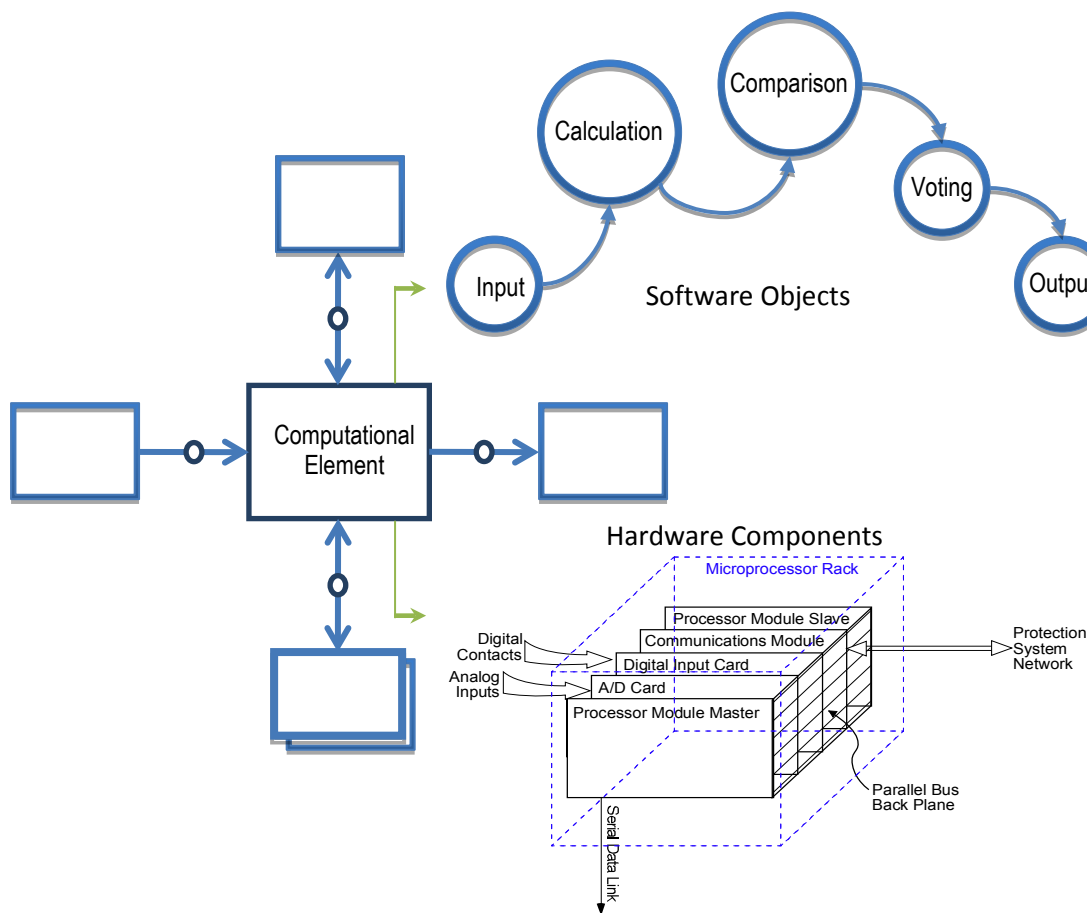 Comparison
Calculation
Voting
Input
Outpu
Software Objects
Computational
Element
Hardware Components
Microprocessor Rack
Processor Module Slave
Communications Module
Digital Input Card
A/D Card
Processor Module Master
Digital
Contacts
Analog
Inputs
Protection
System
Network
Parallel Bus
Back Plane
Serial Data Link